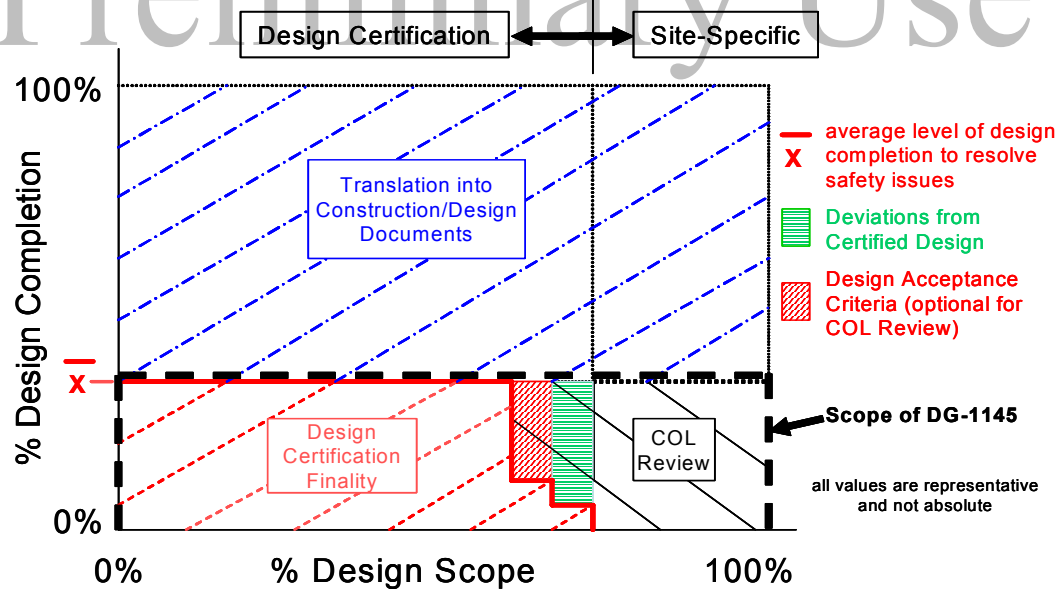 Preliminary Use
Design Certification
Site-Specific
100%
% Design Completion
Translation into
Construction/Design
Documents
average level of design
x completion to resolve
safety issues
Deviations from
Certified Design
Design Acceptance
Criteria (optional for
COL Review)
x
Design
Certification
Finality
COL
Review
Scope of DG-1145
all values are representative
and not absolute
0%
0%
% Design Scope
100%